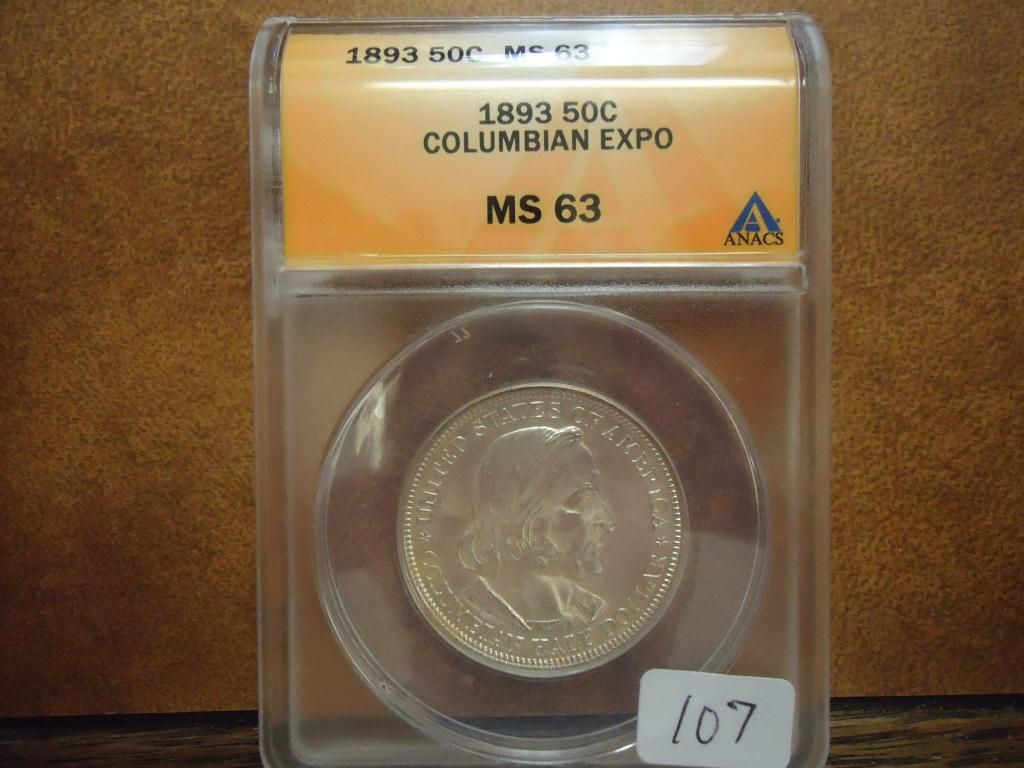 1893 50C MS 63
1893 50C
COLUMBIAN EXPO
MS 63
ANACS
UNITED STATES OF AMERICA
COLUMBIAN HALF DOLLAR
107